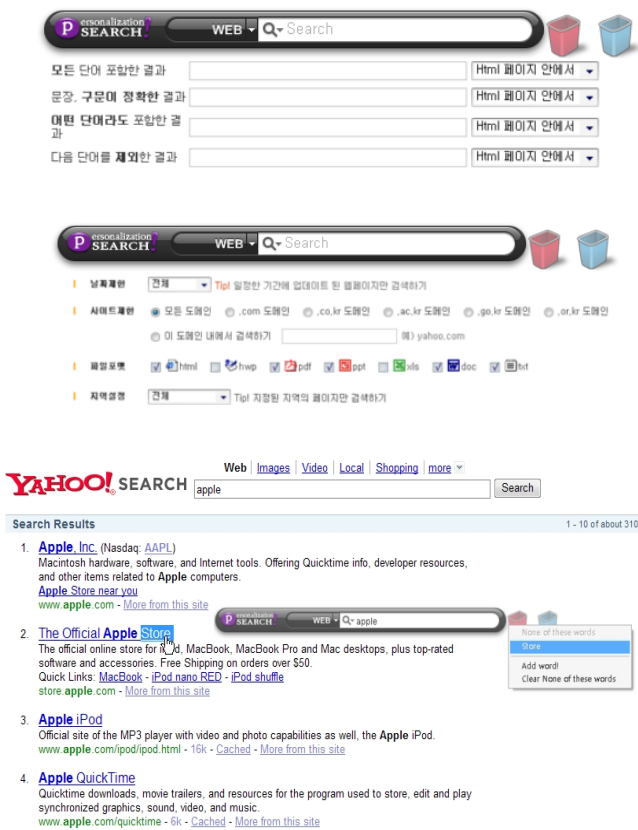 Personalization SEARCH! WEB Search
모든 단어 포함한 결과 Html 페이지 안에서
문장, 구문이 정확한 결과 Html 페이지 안에서
어떤 단어라도 포함한 결
과 Html 페이지 안에서
다음 단어를 제외한 결과 Html 페이지 안에서
Personalization SEARCH! WEB Search
날짜제한 전체 Tip! 일정한 기간에 업데이트 된 웹페이지만 검색하기
사이트제한 모든 도메인 .com 도메인 .co.kr 도메인 .ac.kr 도메인 .go.kr 도메인 .or.kr 도메인
이 도메인 내에서 검색하기 예) yahoo.com
파일포맷 html hwp pdf ppt xls doc txt
지역설정 전체 Tip! 지정된 지역의 페이지만 검색하기
Web | Images | Video | Local | Shopping | more
YAHOO! SEARCH apple Search
Search Results 1 - 10 of about 310
1. Apple, Inc. (Nasdaq: AAPL)
Macintosh hardware, software, and Internet tools. Offering Quicktime info, developer resources,
and other items related to Apple computers.
Apple Store near you
www.apple.com - More from this site
Personalization SEARCH! WEB apple
2. The Official Apple Store
The official online store for d, MacBook, MacBook Pro and Mac desktops, plus top-rated
software and accessories. Free Shipping on orders over $50.
Quick Links: MacBook - iPod nano RED - iPod shuffle
store.apple.com - More from this site
None of these words
Store
Add word!
Clear None of these words
3. Apple iPod
Official site of the MP3 player with video and photo capabilities as well, the Apple iPod.
www.apple.com/ipod/ipod.html - 16k - Cached - More from this site
4. Apple QuickTime
Quicktime downloads, movie trailers, and resources for the program used to store, edit and play
synchronized graphics, sound, video, and music.
www.apple.com/quicktime - 6k - Cached - More from this site